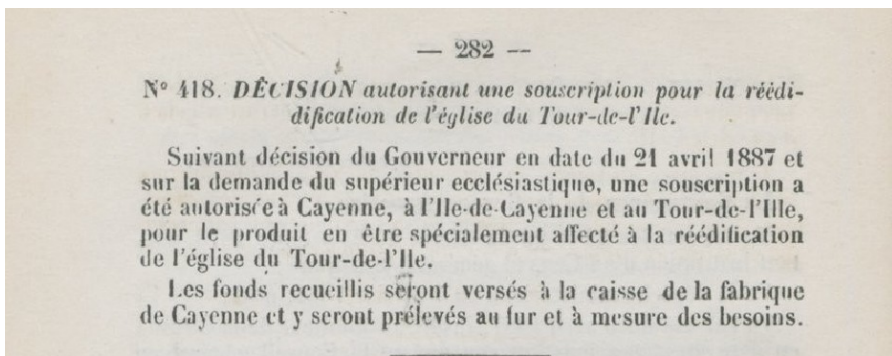 — 282 —
N° 418. DÉCISION autorisant une souscription pour la réédi-
dification de l'église du Tour-de-l'Ile.
Suivant décision du Gouverneur en date du 21 avril 1887 et
sur la demande du supérieur ecclésiastique, une souscription a
été autorisée à Cayenne, à l'Ile-de-Cayenne et au Tour-de-l'Ille,
pour le produit en être spécialement affecté à la réédification
de l'église du Tour-de-l'Ile.
Les fonds recueillis seront versés à la caisse de la fabrique
de Cayenne et y seront prélevés au fur et à mesure des besoins.